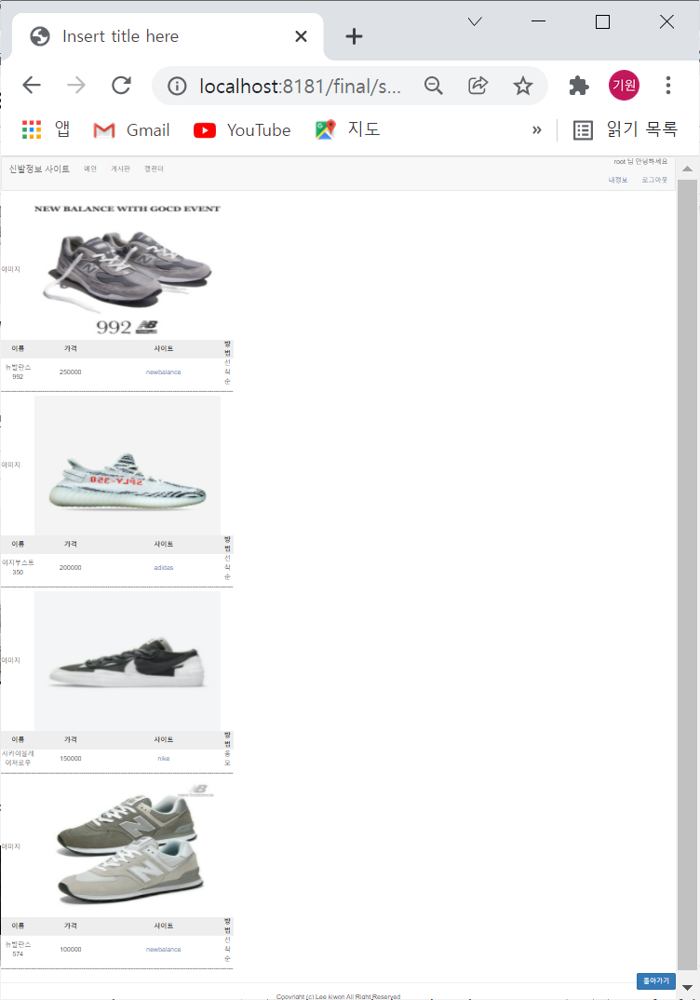 Insert title here
localhost:8181/final/s...
기원
앱 Gmail YouTube 지도 » 읽기 목록
신발정보 사이트 메인 게시판 캘린더
root 님 안녕하세요
내정보 로그아웃
NEW BALANCE WITH GOCD EVENT
이미지
992 NB
이름 가격 사이트 방법
뉴발란스 992 250000 newbalance 선착순
이미지
SPLY-350
이름 가격 사이트 방법
이지부스트 350 200000 adidas 선착순
이미지
이름 가격 사이트 방법
사카이블레이저로우 150000 nike 응모
new balance
이미지
이름 가격 사이트 방법
뉴발란스 574 100000 newbalance 선착순
돌아가기
Copyright (c) Lee kiwon All Right Reserved